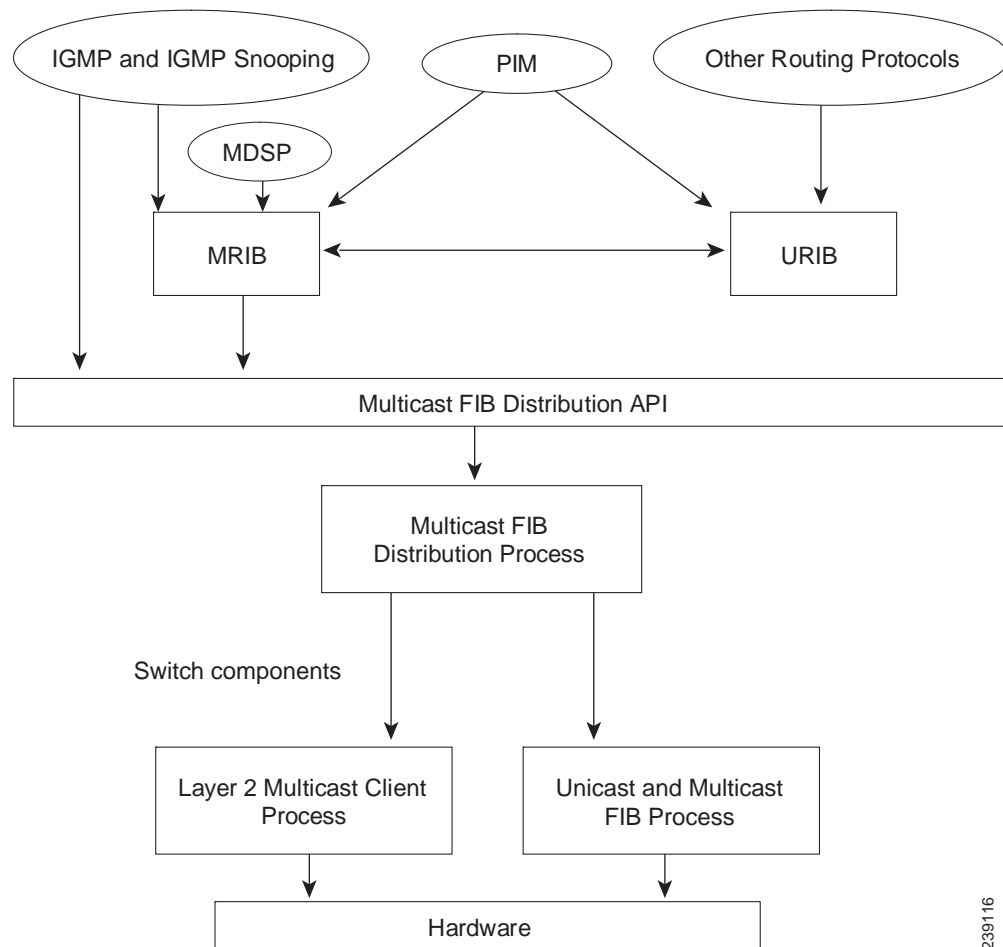 IGMP and IGMP Snooping
PIM
Other Routing Protocols
MDSP
MRIB
URIB
Multicast FIB Distribution API
Multicast FIB
Distribution Process
Switch components
Layer 2 Multicast Client
Process
Unicast and Multicast
FIB Process
Hardware
239116